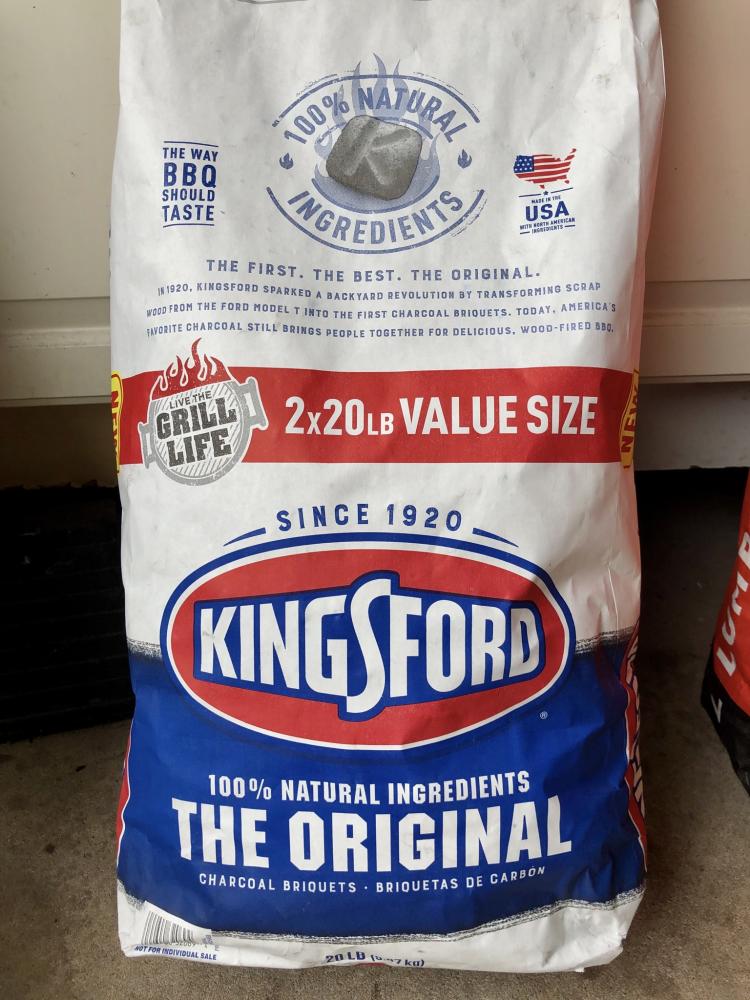 100% NATURAL
K
INGREDIENTS
THE WAY
BBQ
SHOULD
TASTE
MADE IN THE
USA
WITH NORTH AMERICAN
INGREDIENTS
THE FIRST. THE BEST. THE ORIGINAL.
IN 1920, KINGSFORD SPARKED A BACKYARD REVOLUTION BY TRANSFORMING SCRAP
WOOD FROM THE FORD MODEL T INTO THE FIRST CHARCOAL BRIQUETS. TODAY, AMERICA'S
FAVORITE CHARCOAL STILL BRINGS PEOPLE TOGETHER FOR DELICIOUS, WOOD-FIRED BBQ.
NEW
LIVE THE
GRILL
LIFE
2x20LB VALUE SIZE
NEW
SINCE 1920
KINGSFORD
®
100% NATURAL INGREDIENTS
THE ORIGINAL
CHARCOAL BRIQUETS · BRIQUETAS DE CARBÓN
NOT FOR INDIVIDUAL SALE
20 LB